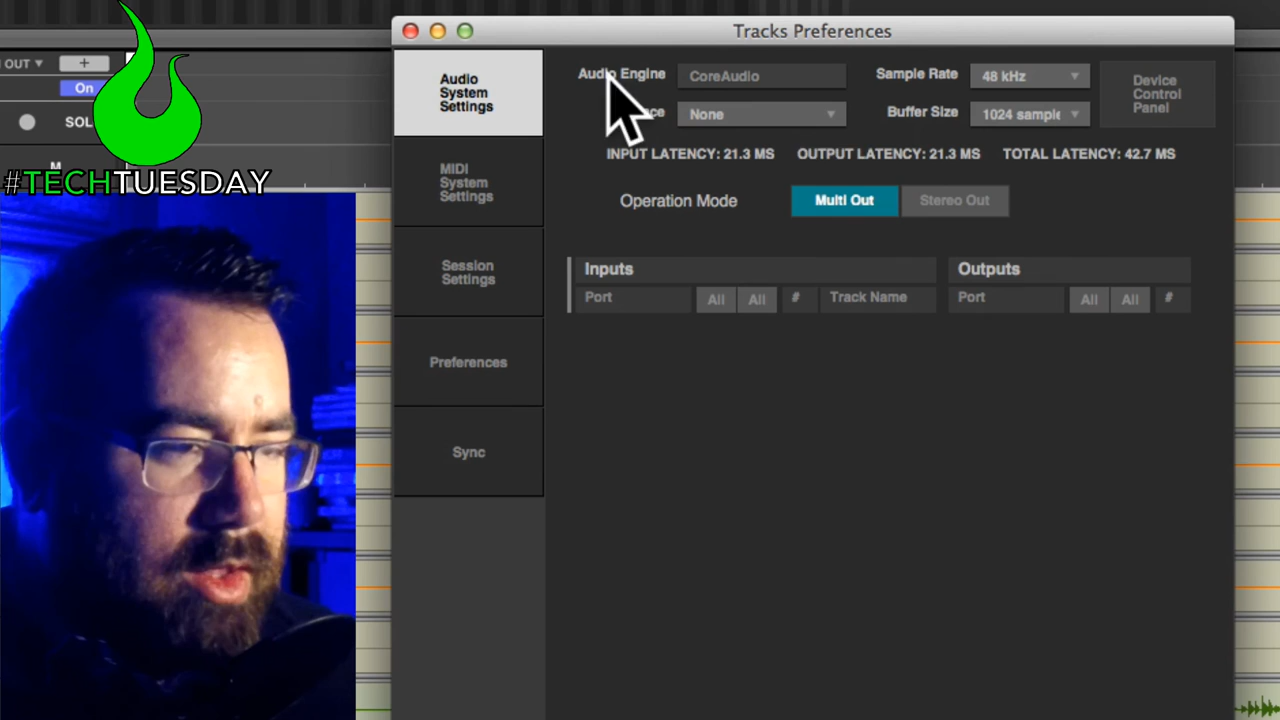 Tracks Preferences
OUT
+
On
SOL
M
#TECHTUESDAY
Audio System Settings
MIDI System Settings
Session Settings
Preferences
Sync
Audio Engine CoreAudio Sample Rate 48 kHz
None Buffer Size 1024 sample
Device Control Panel
INPUT LATENCY: 21.3 MS OUTPUT LATENCY: 21.3 MS TOTAL LATENCY: 42.7 MS
Operation Mode Multi Out Stereo Out
Inputs Outputs
Port All All # Track Name Port All All #